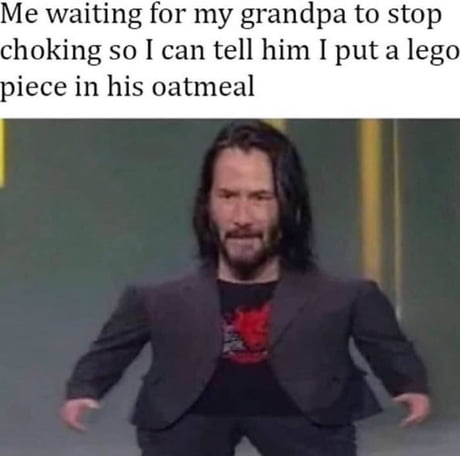 Me waiting for my grandpa to stop
choking so I can tell him I put a lego
piece in his oatmeal